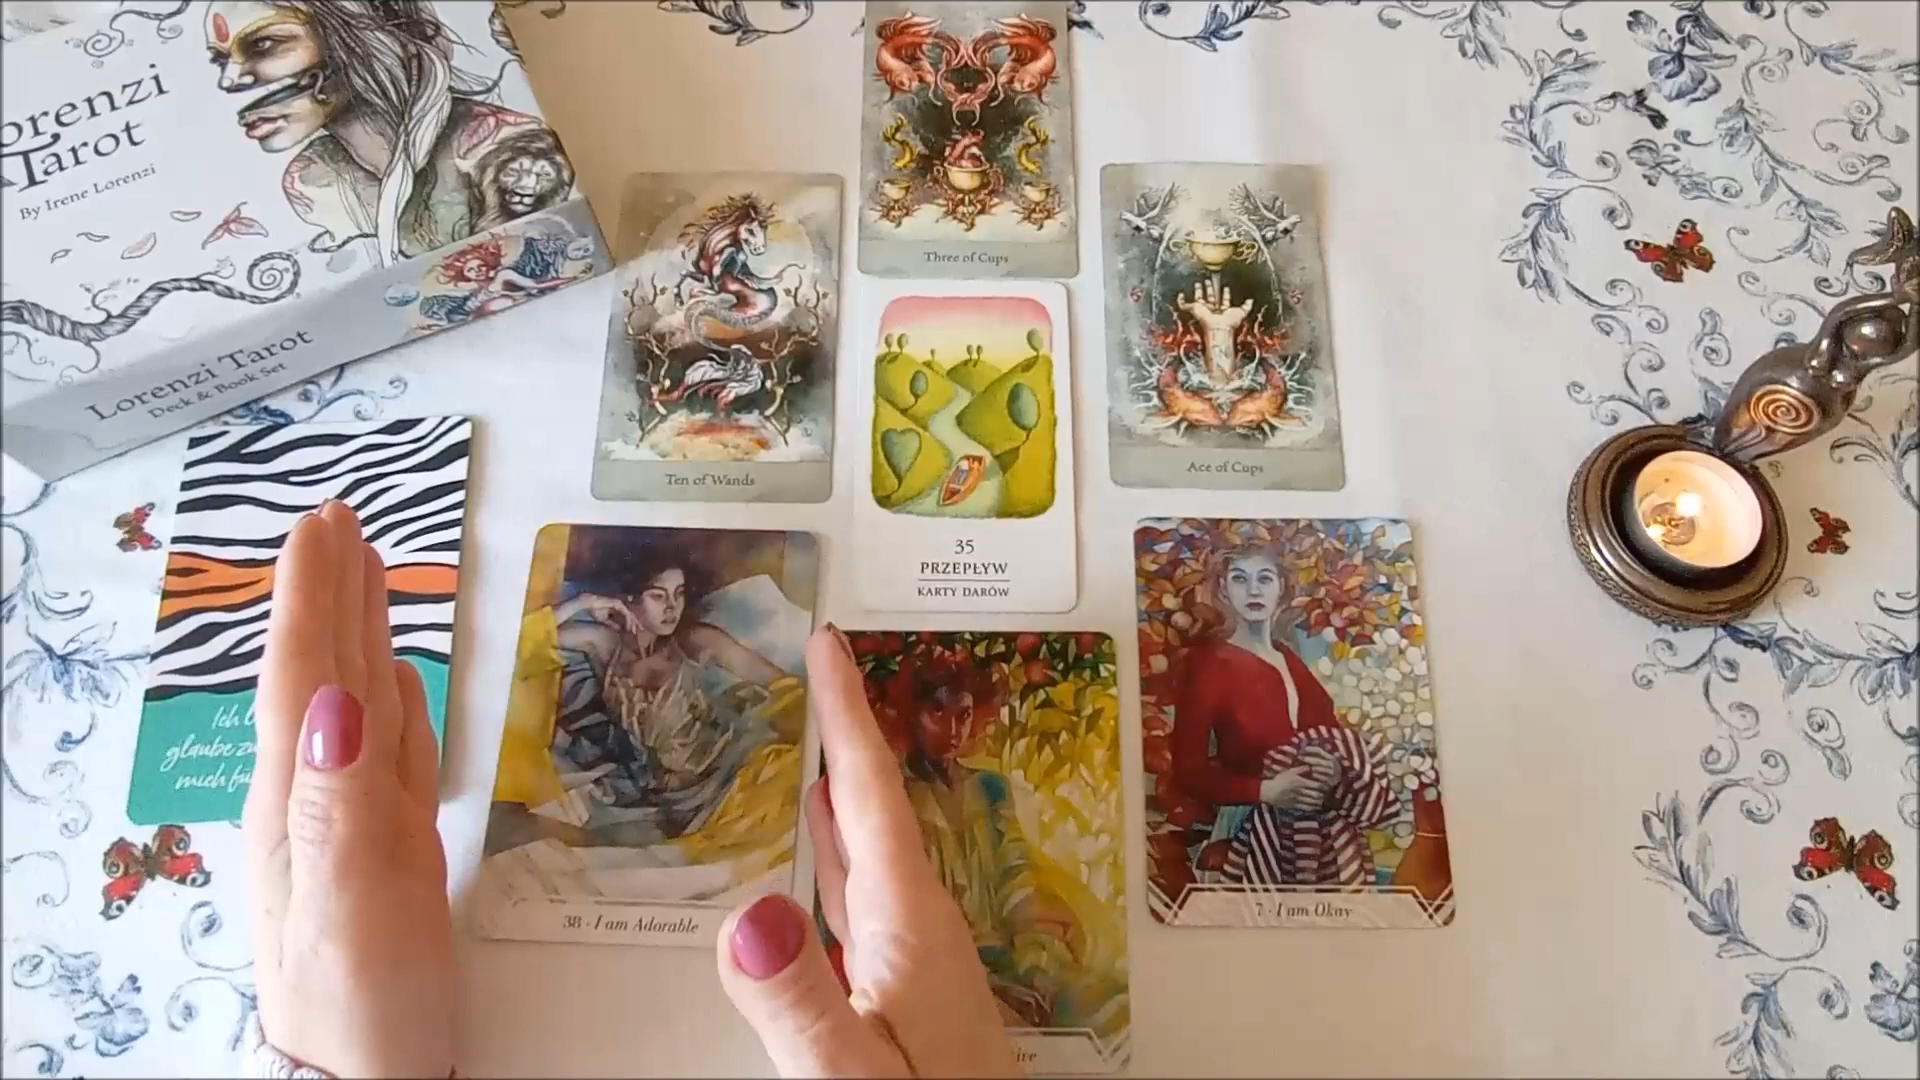 Tarot
By Irene Lorenzi
Lorenzi Tarot
Deck & Book Set
Three of Cups
Ten of Wands
Ace of Cups
35
PRZEPŁYW
KARTY DARÓW
Ich
glaube
mich
38 · I am Adorable
7 · I am Okay